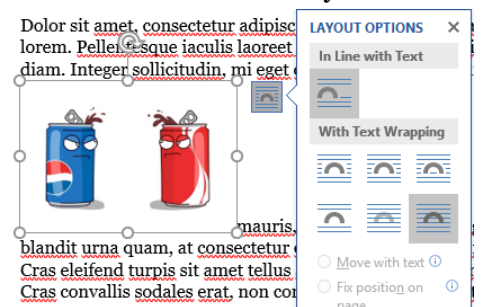 Dolor sit amet, consectetur adipisc
lorem. Pellentesque iaculis laoreet
diam. Integer sollicitudin, mi eget
mauris,
blandit urna quam, at consectetur
Cras eleifend turpis sit amet tellus
Cras convallis sodales erat, non con
LAYOUT OPTIONS
In Line with Text
With Text Wrapping
Move with text
Fix position on
page